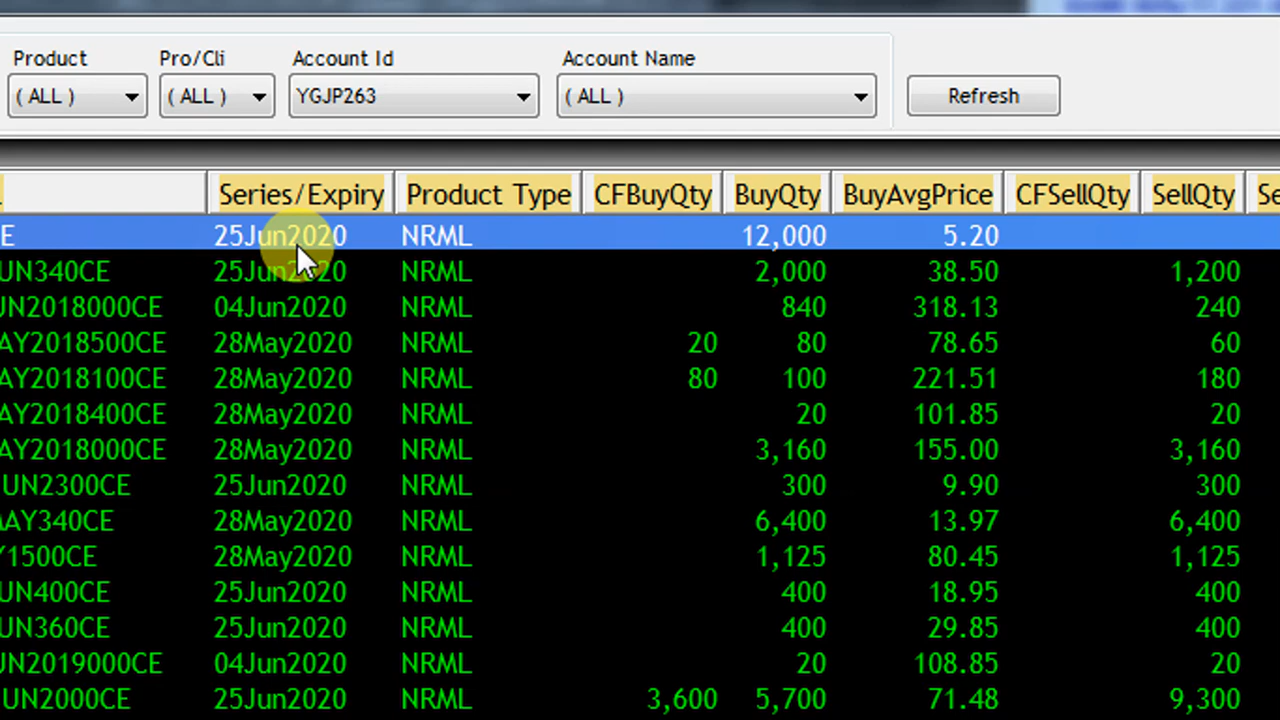 Product Pro/Cli Account Id Account Name
( ALL ) ( ALL ) YGJP263 ( ALL ) Refresh
Series/Expiry Product Type CFBuyQty BuyQty BuyAvgPrice CFSellQty SellQty Se
E 25Jun2020 NRML 12,000 5.20
UN340CE 25Jun2020 NRML 2,000 38.50 1,200
UN2018000CE 04Jun2020 NRML 840 318.13 240
AY2018500CE 28May2020 NRML 20 80 78.65 60
AY2018100CE 28May2020 NRML 80 100 221.51 180
AY2018400CE 28May2020 NRML 20 101.85 20
AY2018000CE 28May2020 NRML 3,160 155.00 3,160
UN2300CE 25Jun2020 NRML 300 9.90 300
AY340CE 28May2020 NRML 6,400 13.97 6,400
Y1500CE 28May2020 NRML 1,125 80.45 1,125
UN400CE 25Jun2020 NRML 400 18.95 400
UN360CE 25Jun2020 NRML 400 29.85 400
UN2019000CE 04Jun2020 NRML 20 108.85 20
UN2000CE 25Jun2020 NRML 3,600 5,700 71.48 9,300